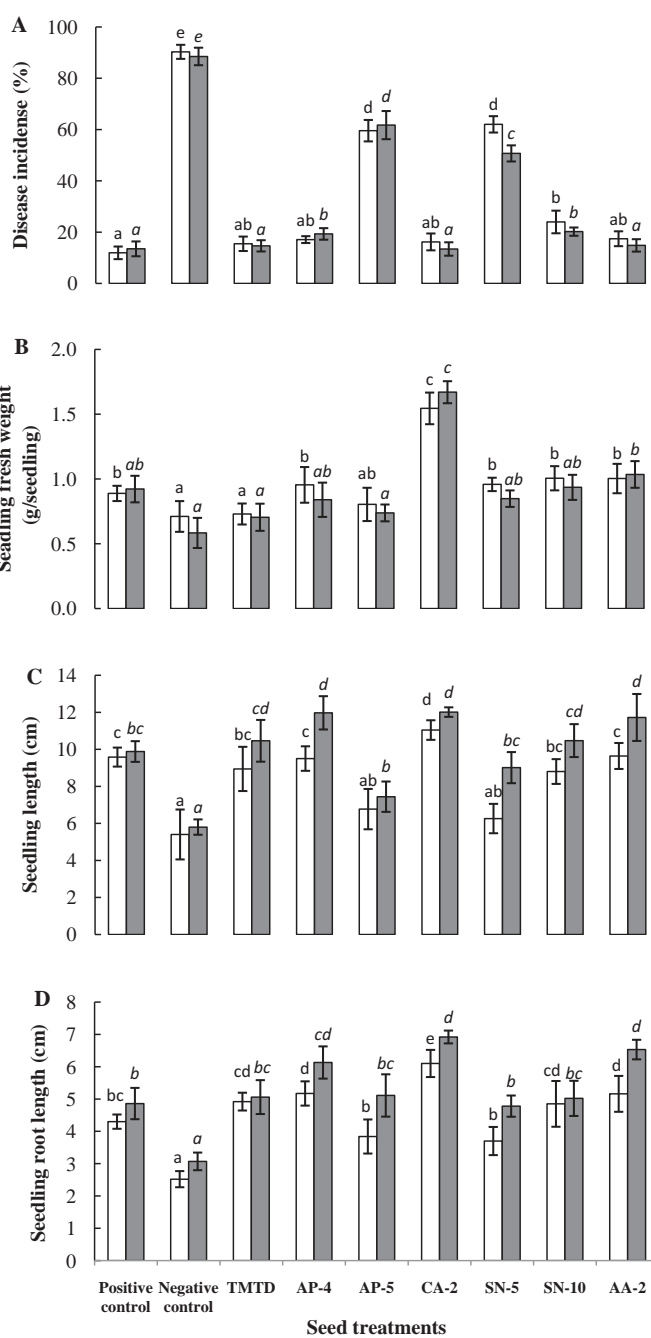 A
Disease incidense (%)
100
80
60
40
20
0
a a
e e
ab a
ab b
d d
ab a
d c
b b
ab a
B
Seadling fresh weight
(g/seedling)
2.0
1.5
1.0
0.5
0.0
b ab
a a
a a
b ab
ab a
c c
b ab
b ab
b b
C
Seedling length (cm)
14
12
10
8
6
4
2
0
c bc
a a
bc cd
c d
ab b
d d
ab bc
bc cd
c d
D
Seedling root length (cm)
8
7
6
5
4
3
2
1
0
bc b
a a
cd bc
d cd
b bc
e d
b b
cd bc
d d
Positive
control
Negative
control
TMTD
AP-4
AP-5
CA-2
SN-5
SN-10
AA-2
Seed treatments